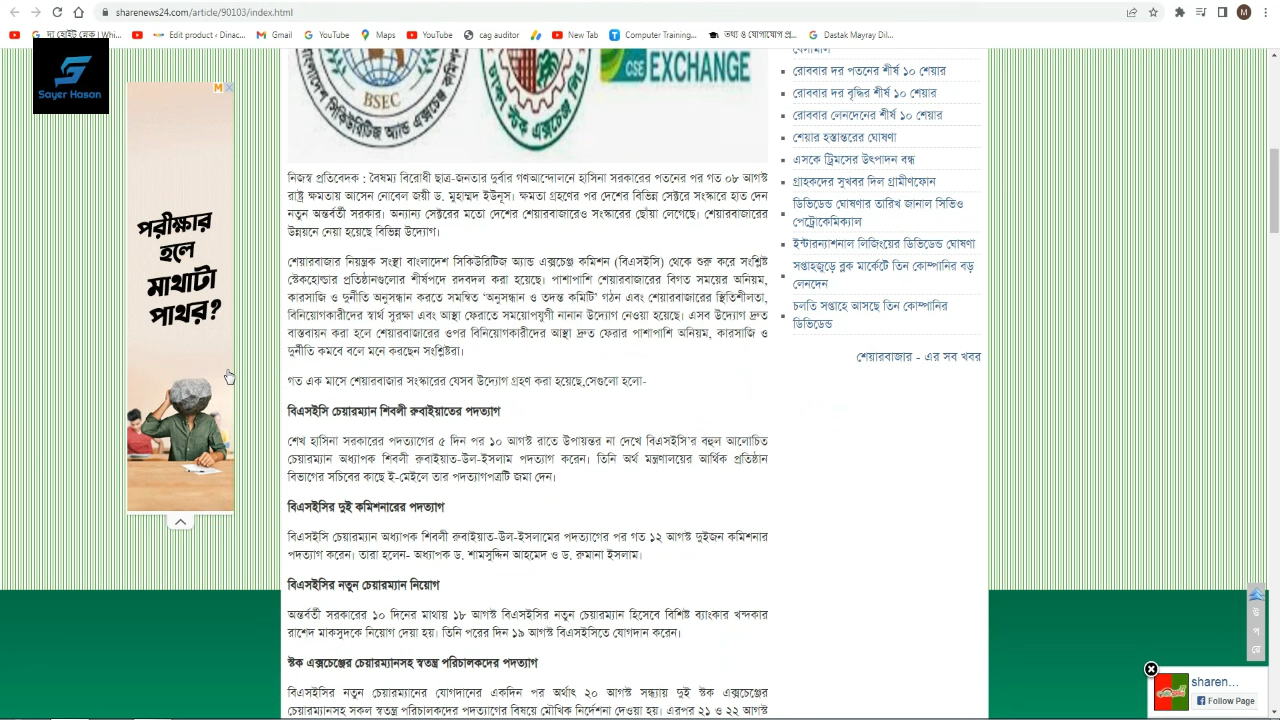 sharenews24.com/article/90103/index.html
M
দ্য হোইট স্নেক | Whi...
Edit product ‹ Dinac...
Gmail
YouTube
Maps
YouTube
cag auditor
New Tab
Computer Training...
তথ্য ও যোগাযোগ প্র...
Dastak Mayray Dil...
S
Sayer Hasan
পরীক্ষার
হলে
মাথাটা
পাথর?
BSEC
বাংলাদেশ সিকিউরিটিজ অ্যান্ড এক্সচেঞ্জ কমিশন
স্টক এক্সচেঞ্জ
CSE EXCHANGE
নিজস্ব প্রতিবেদক : বৈষম্য বিরোধী ছাত্র-জনতার দুর্বার গণআন্দোলনে হাসিনা সরকারের পতনের পর গত ০৮ আগস্ট
রাষ্ট্র ক্ষমতায় আসেন নোবেল জয়ী ড. মুহাম্মদ ইউনূস। ক্ষমতা গ্রহণের পর দেশের বিভিন্ন সেক্টরে সংস্কারে হাত দেন
নতুন অন্তর্বর্তী সরকার। অন্যান্য সেক্টরের মতো দেশের শেয়ারবাজারেও সংস্কারের ছোঁয়া লেগেছে। শেয়ারবাজারের
উন্নয়নে নেয়া হয়েছে বিভিন্ন উদ্যোগ।
শেয়ারবাজার নিয়ন্ত্রক সংস্থা বাংলাদেশ সিকিউরিটিজ অ্যান্ড এক্সচেঞ্জ কমিশন (বিএসইসি) থেকে শুরু করে সংশ্লিষ্ট
স্টেকহোল্ডার প্রতিষ্ঠানগুলোর শীর্ষপদে রদবদল করা হয়েছে। পাশাপাশি শেয়ারবাজারের বিগত সময়ের অনিয়ম,
কারসাজি ও দুর্নীতি অনুসন্ধান করতে সমন্বিত ‘অনুসন্ধান ও তদন্ত কমিটি’ গঠন এবং শেয়ারবাজারের স্থিতিশীলতা,
বিনিয়োগকারীদের স্বার্থ সুরক্ষা এবং আস্থা ফেরাতে সময়োপযুগী নানান উদ্যোগ নেওয়া হয়েছে। এসব উদ্যোগ দ্রুত
বাস্তবায়ন করা হলে শেয়ারবাজারের ওপর বিনিয়োগকারীদের আস্থা দ্রুত ফেরার পাশাপাশি অনিয়ম, কারসাজি ও
দুর্নীতি কমবে বলে মনে করছেন সংশ্লিষ্টরা।
গত এক মাসে শেয়ারবাজার সংস্কারের যেসব উদ্যোগ গ্রহণ করা হয়েছে,সেগুলো হলো-
বিএসইসি চেয়ারম্যান শিবলী রুবাইয়াতের পদত্যাগ
শেখ হাসিনা সরকারের পদত্যাগের ৫ দিন পর ১০ আগস্ট রাতে উপায়ন্তর না দেখে বিএসইসি’র বহুল আলোচিত
চেয়ারম্যান অধ্যাপক শিবলী রুবাইয়াত-উল-ইসলাম পদত্যাগ করেন। তিনি অর্থ মন্ত্রণালয়ের আর্থিক প্রতিষ্ঠান
বিভাগের সচিবের কাছে ই-মেইলে তার পদত্যাগপত্রটি জমা দেন।
বিএসইসির দুই কমিশনারের পদত্যাগ
বিএসইসি চেয়ারম্যান অধ্যাপক শিবলী রুবাইয়াত-উল-ইসলামের পদত্যাগের পর গত ১২ আগস্ট দুইজন কমিশনার
পদত্যাগ করেন। তারা হলেন- অধ্যাপক ড. শামসুদ্দিন আহমেদ ও ড. রুমানা ইসলাম।
বিএসইসির নতুন চেয়ারম্যান নিয়োগ
অন্তর্বর্তী সরকারের ১০ দিনের মাথায় ১৮ আগস্ট বিএসইসির নতুন চেয়ারম্যান হিসেবে বিশিষ্ট ব্যাংকার খন্দকার
রাশেদ মাকসুদকে নিয়োগ দেয়া হয়। তিনি পরের দিন ১৯ আগস্ট বিএসইসিতে যোগদান করেন।
স্টক এক্সচেঞ্জের চেয়ারম্যানসহ স্বতন্ত্র পরিচালকদের পদত্যাগ
বিএসইসির নতুন চেয়ারম্যানের যোগদানের একদিন পর অর্থাৎ ২০ আগস্ট সন্ধ্যায় দুই স্টক এক্সচেঞ্জের
চেয়ারম্যানসহ সকল স্বতন্ত্র পরিচালকদের পদত্যাগের বিষয়ে মৌখিক নির্দেশনা দেওয়া হয়। এরপর ২১ ও ২২ আগস্ট
রোববার দর পতনের শীর্ষ ১০ শেয়ার
রোববার দর বৃদ্ধির শীর্ষ ১০ শেয়ার
রোববার লেনদেনের শীর্ষ ১০ শেয়ার
শেয়ার হস্তান্তরের ঘোষণা
এসকে ট্রিমসের উৎপাদন বন্ধ
গ্রাহকদের সুখবর দিল গ্রামীণফোন
ডিভিডেন্ড ঘোষণার তারিখ জানাল সিভিও
পেট্রোকেমিক্যাল
ইন্টারন্যাশনাল লিজিংয়ের ডিভিডেন্ড ঘোষণা
সপ্তাহজুড়ে ব্লক মার্কেটে তিন কোম্পানির বড়
লেনদেন
চলতি সপ্তাহে আসছে তিন কোম্পানির
ডিভিডেন্ড
শেয়ারবাজার - এর সব খবর
উ
প
রে
sharen...
Follow Page